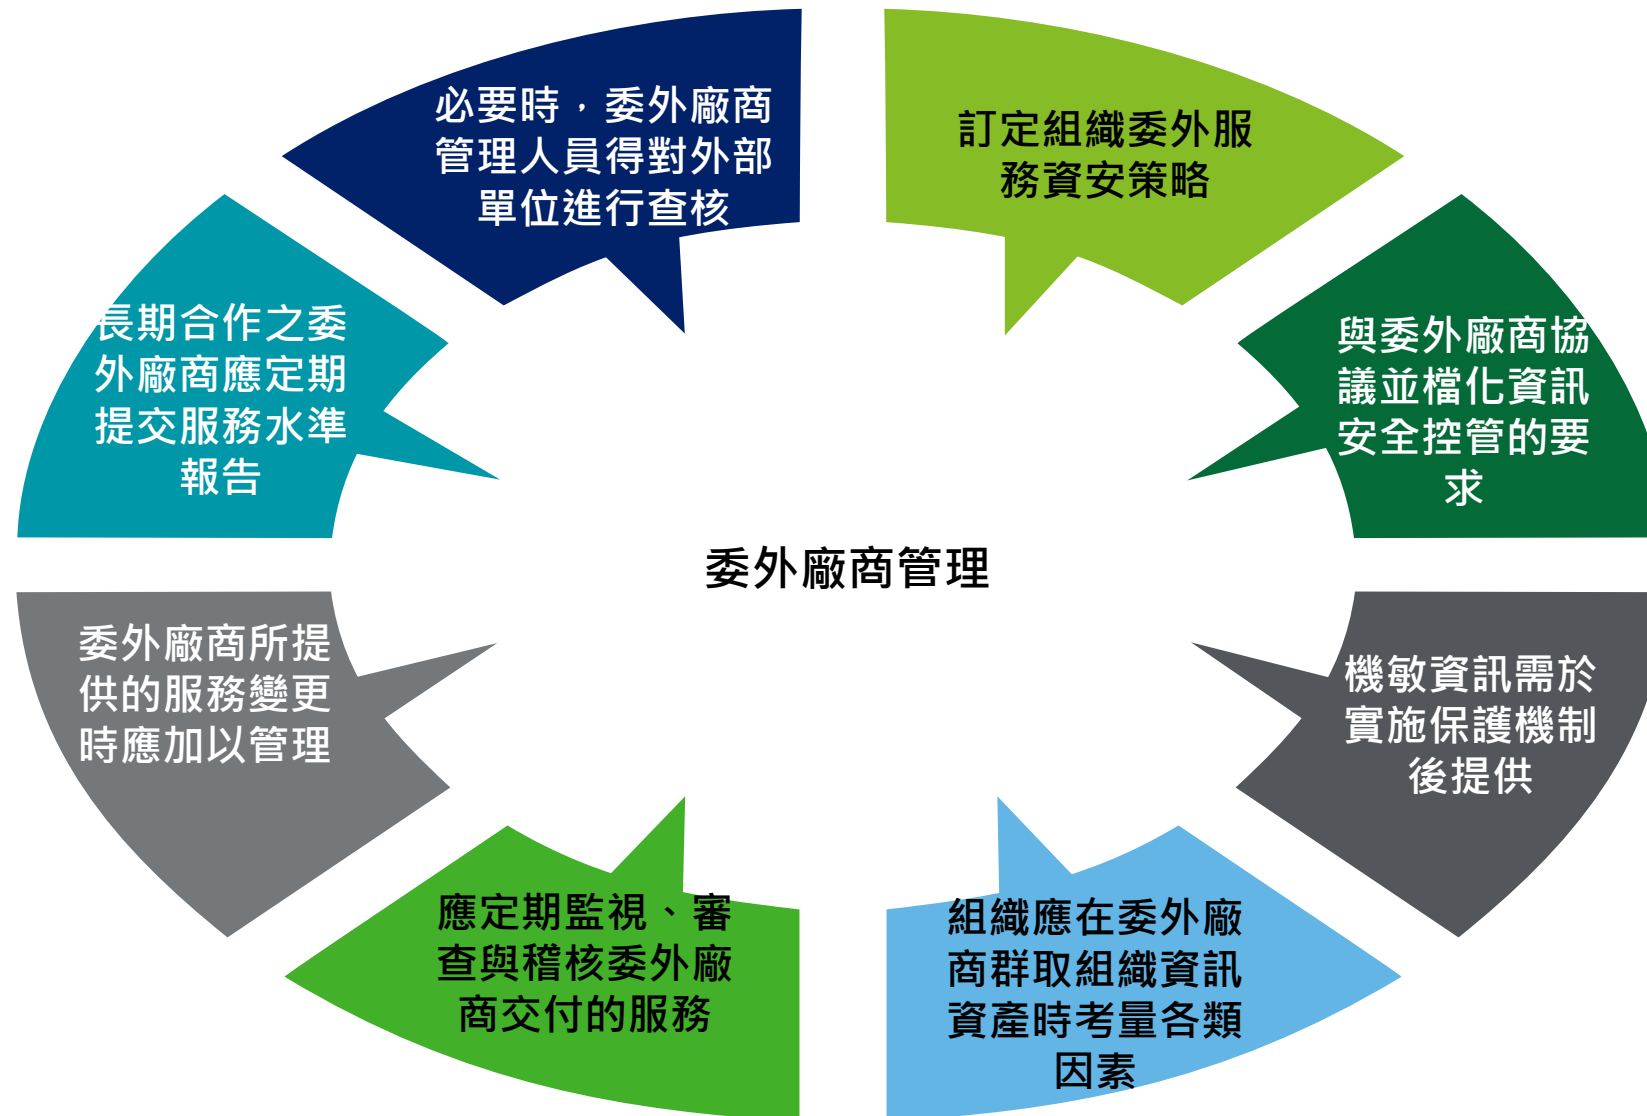 必要時，委外廠商
管理人員得對外部
單位進行查核
訂定組織委外服
務資安策略
與委外廠商協
議並檔化資訊
安全控管的要
求
機敏資訊需於
實施保護機制
後提供
組織應在委外廠
商群取組織資訊
資產時考量各類
因素
應定期監視、審
查與稽核委外廠
商交付的服務
委外廠商所提
供的服務變更
時應加以管理
長期合作之委
外廠商應定期
提交服務水準
報告
委外廠商管理